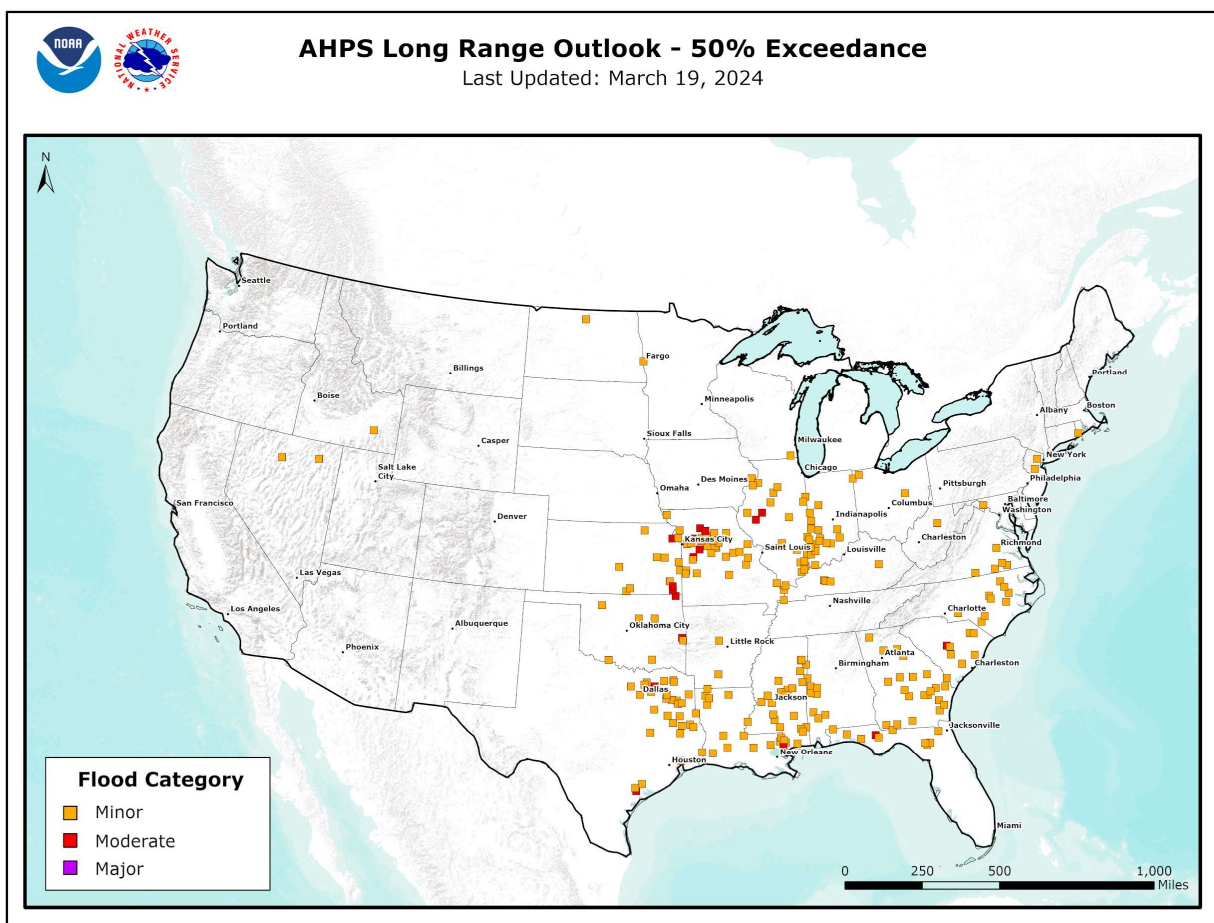 NOAA
NATIONAL WEATHER SERVICE
AHPS Long Range Outlook - 50% Exceedance
Last Updated: March 19, 2024
N
Seattle
Portland
Fargo
Billings
Portland
Boise
Minneapolis
Albany
Boston
Casper
Sioux Falls
Milwaukee
New York
Salt Lake
City
Chicago
Des Moines
Omaha
Pittsburgh
Philadelphia
San Francisco
Columbus
Baltimore
Washington
Denver
Indianapolis
Kansas City
Saint Louis
Louisville
Charleston
Richmond
Las Vegas
Nashville
Los Angeles
Albuquerque
Oklahoma City
Charlotte
Little Rock
Phoenix
Atlanta
Birmingham
Charleston
Dallas
Jackson
Jacksonville
New Orleans
Houston
Miami
Flood Category
Minor
Moderate
Major
0 250 500 1,000
Miles